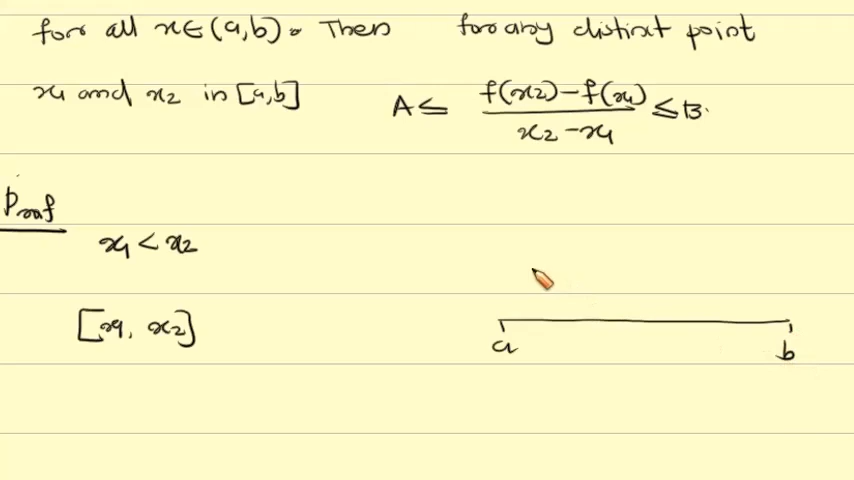 for all x∈(a,b). Then for any distinct point
x₁ and x₂ in [a,b] A ≤ f(x₂)-f(x₁) / x₂-x₁ ≤ B.
Proof
x₁ < x₂
[x₁, x₂]
a b